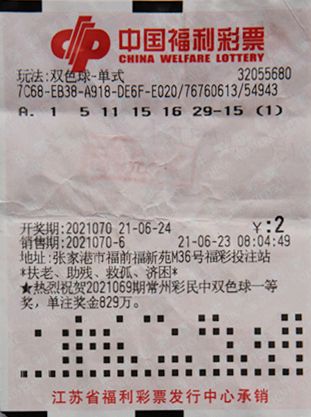 中国福利彩票
CHINA WELFARE LOTTERY
玩法:双色球-单式 32055680
7C68-EB38-A918-DE6F-E020/76760613/54943
A. 1 5 11 15 16 29-15 (1)
开奖期:2021070 21-06-24 ¥:2
销售期:2021070-6 21-06-23 08:04:49
地址:张家港市福前福新苑M36号福彩投注站
*扶老、助残、救孤、济困*
★热烈祝贺2021069期常州彩民中双色球一等
奖,单注奖金829万.
江苏省福利彩票发行中心承销